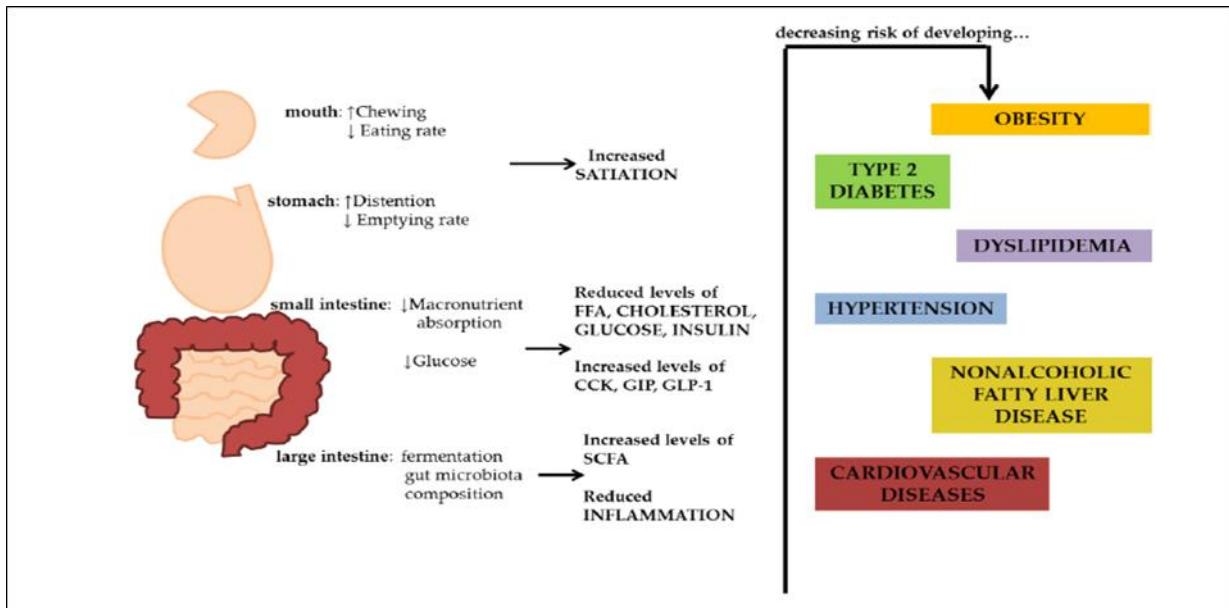 decreasing risk of developing...
mouth: ↑Chewing
↓ Eating rate
Increased
SATIATION
stomach: ↑Distention
↓ Emptying rate
small intestine: ↓Macronutrient
absorption
↓Glucose
Reduced levels of
FFA, CHOLESTEROL,
GLUCOSE, INSULIN
Increased levels of
CCK, GIP, GLP-1
large intestine: fermentation
gut microbiota
composition
Increased levels of
SCFA
Reduced
INFLAMMATION
OBESITY
TYPE 2
DIABETES
DYSLIPIDEMIA
HYPERTENSION
NONALCOHOLIC
FATTY LIVER
DISEASE
CARDIOVASCULAR
DISEASES